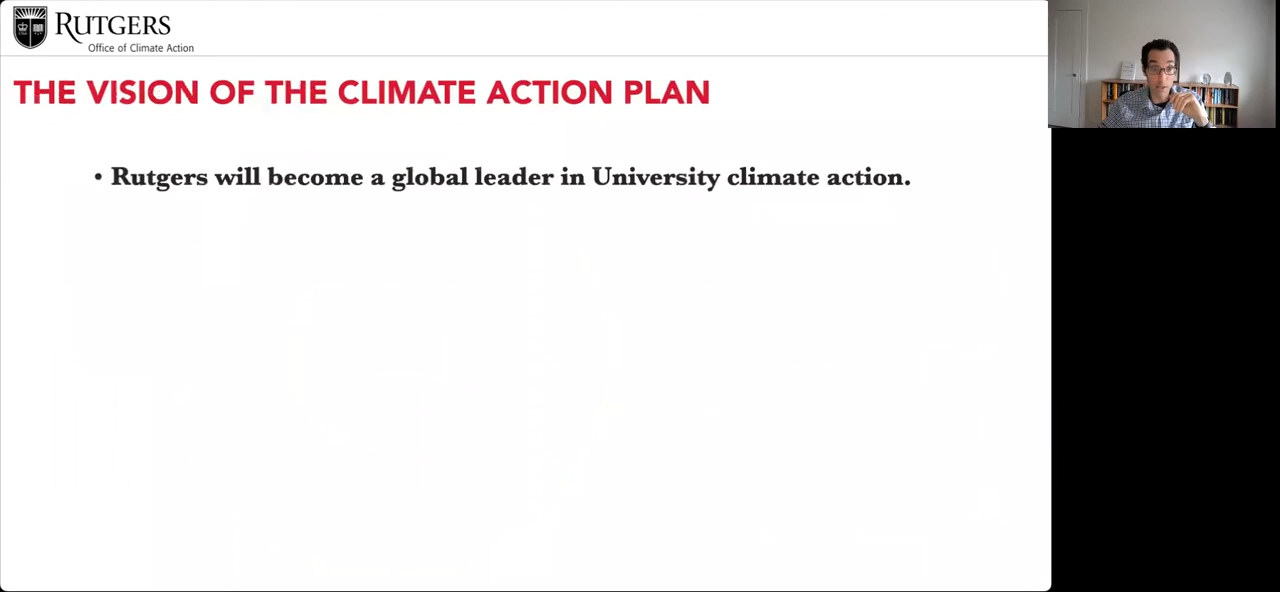 RUTGERS
Office of Climate Action
THE VISION OF THE CLIMATE ACTION PLAN
• Rutgers will become a global leader in University climate action.